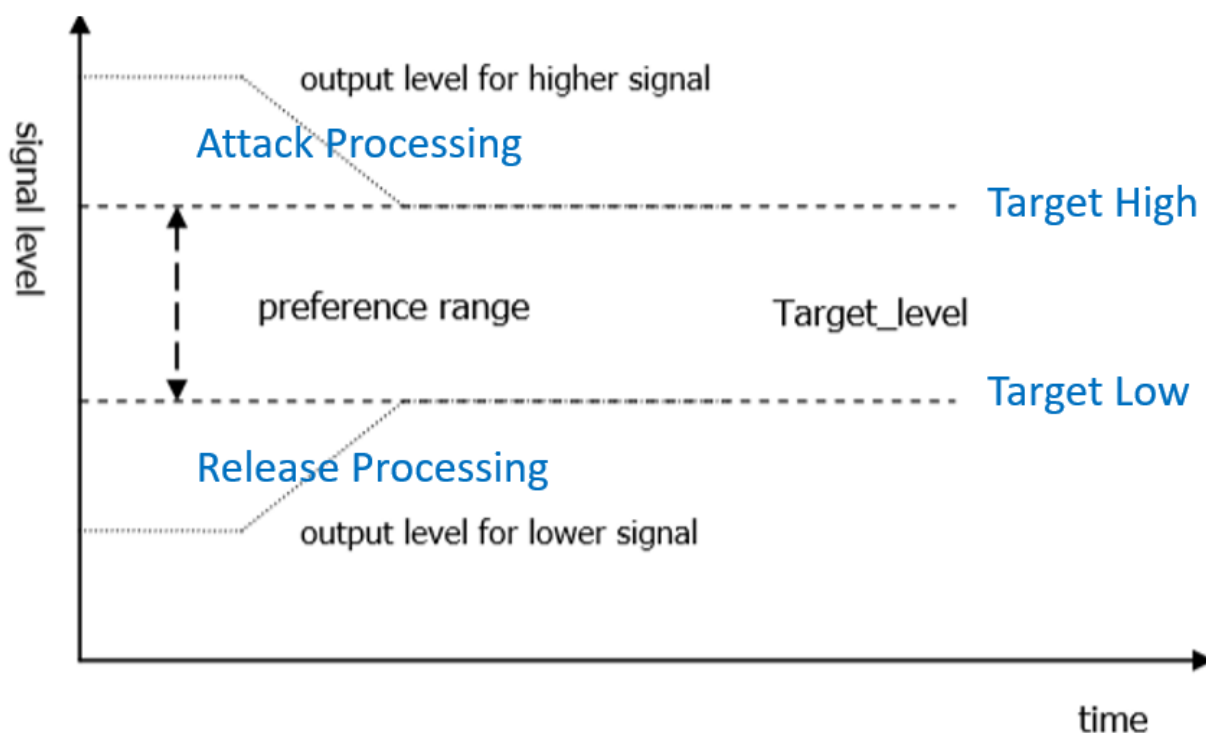 output level for higher signal
Attack Processing
signal level
Target High
preference range
Target_level
Target Low
Release Processing
output level for lower signal
time